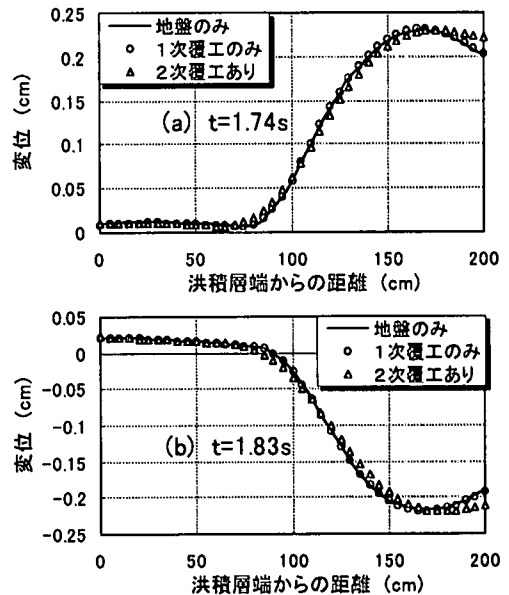 0.25
0.2
0.15
0.1
0.05
0
変位 (cm)
地盤のみ
1次覆工のみ
2次覆工あり
(a) t=1.74s
0 50 100 150 200
洪積層端からの距離 (cm)
0.05
0
-0.05
-0.1
-0.15
-0.2
-0.25
変位 (cm)
地盤のみ
1次覆工のみ
2次覆工あり
(b) t=1.83s
0 50 100 150 200
洪積層端からの距離 (cm)